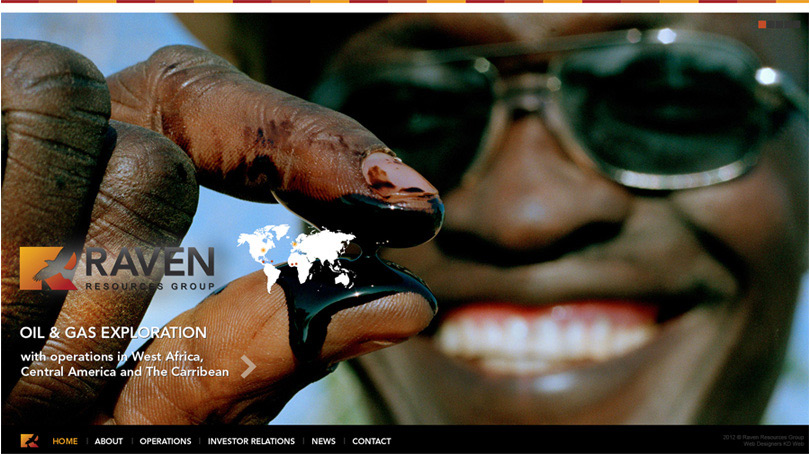 RAVEN
RESOURCES GROUP
OIL & GAS EXPLORATION
with operations in West Africa,
Central America and The Carribean
HOME | ABOUT | OPERATIONS | INVESTOR RELATIONS | NEWS | CONTACT
2012 © Raven Resources Group
Web Designers KD Web